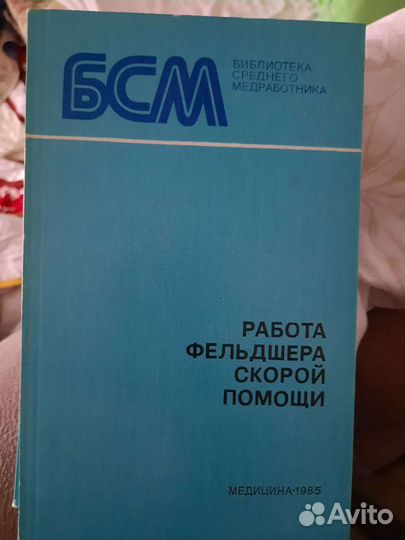 БСМ
БИБЛИОТЕКА
СРЕДНЕГО
МЕДРАБОТНИКА
РАБОТА
ФЕЛЬДШЕРА
СКОРОЙ
ПОМОЩИ
МЕДИЦИНА·1985
Avito